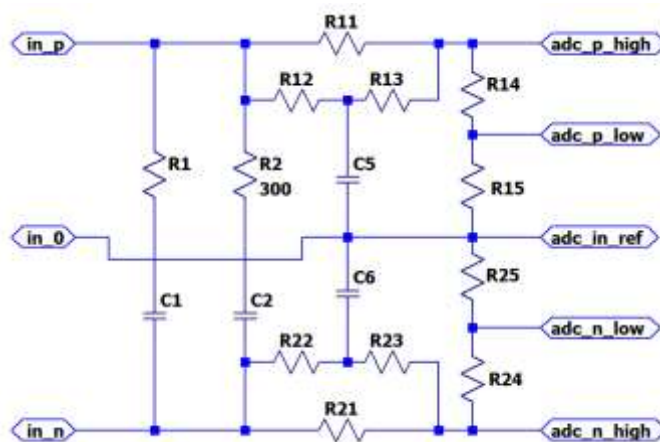 R11
in_p
adc_p_high
R12
R13
R14
adc_p_low
R1
R2
300
C5
R15
in_0
adc_in_ref
C6
R25
C1
C2
adc_n_low
R22
R23
R24
R21
in_n
adc_n_high